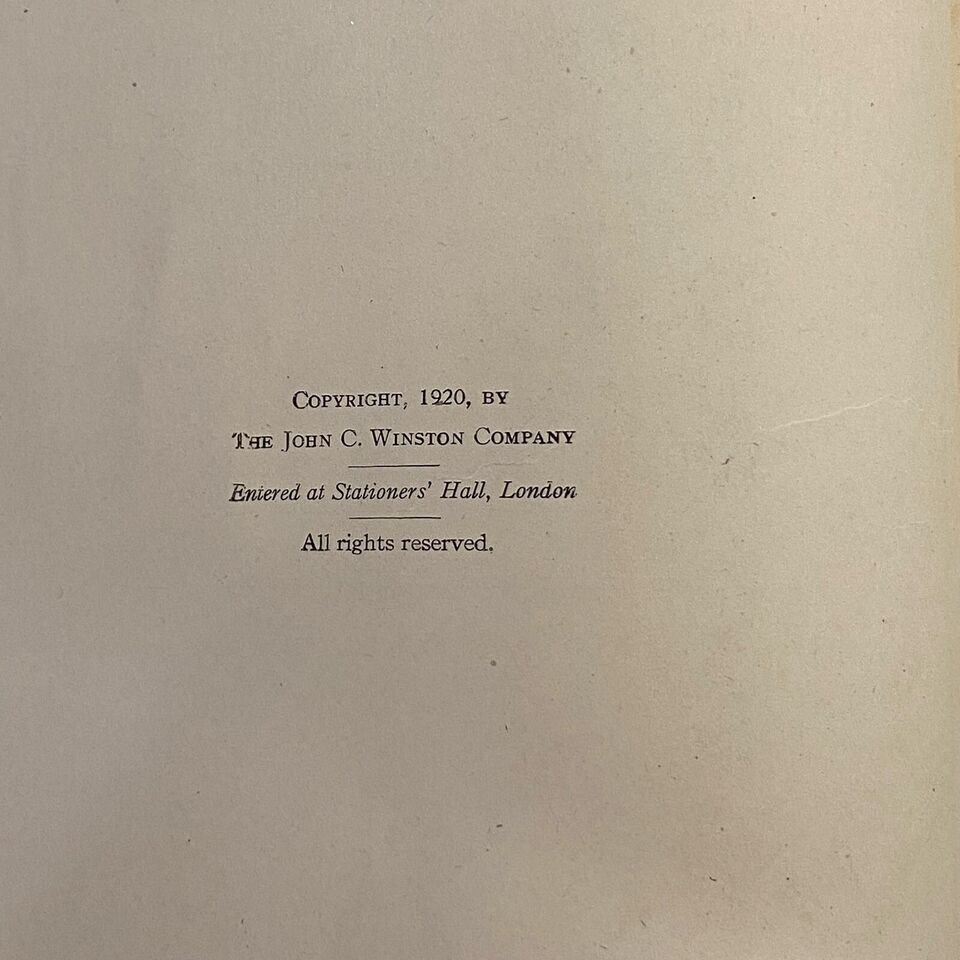 COPYRIGHT, 1920, BY
THE JOHN C. WINSTON COMPANY
Entered at Stationers' Hall, London
All rights reserved.